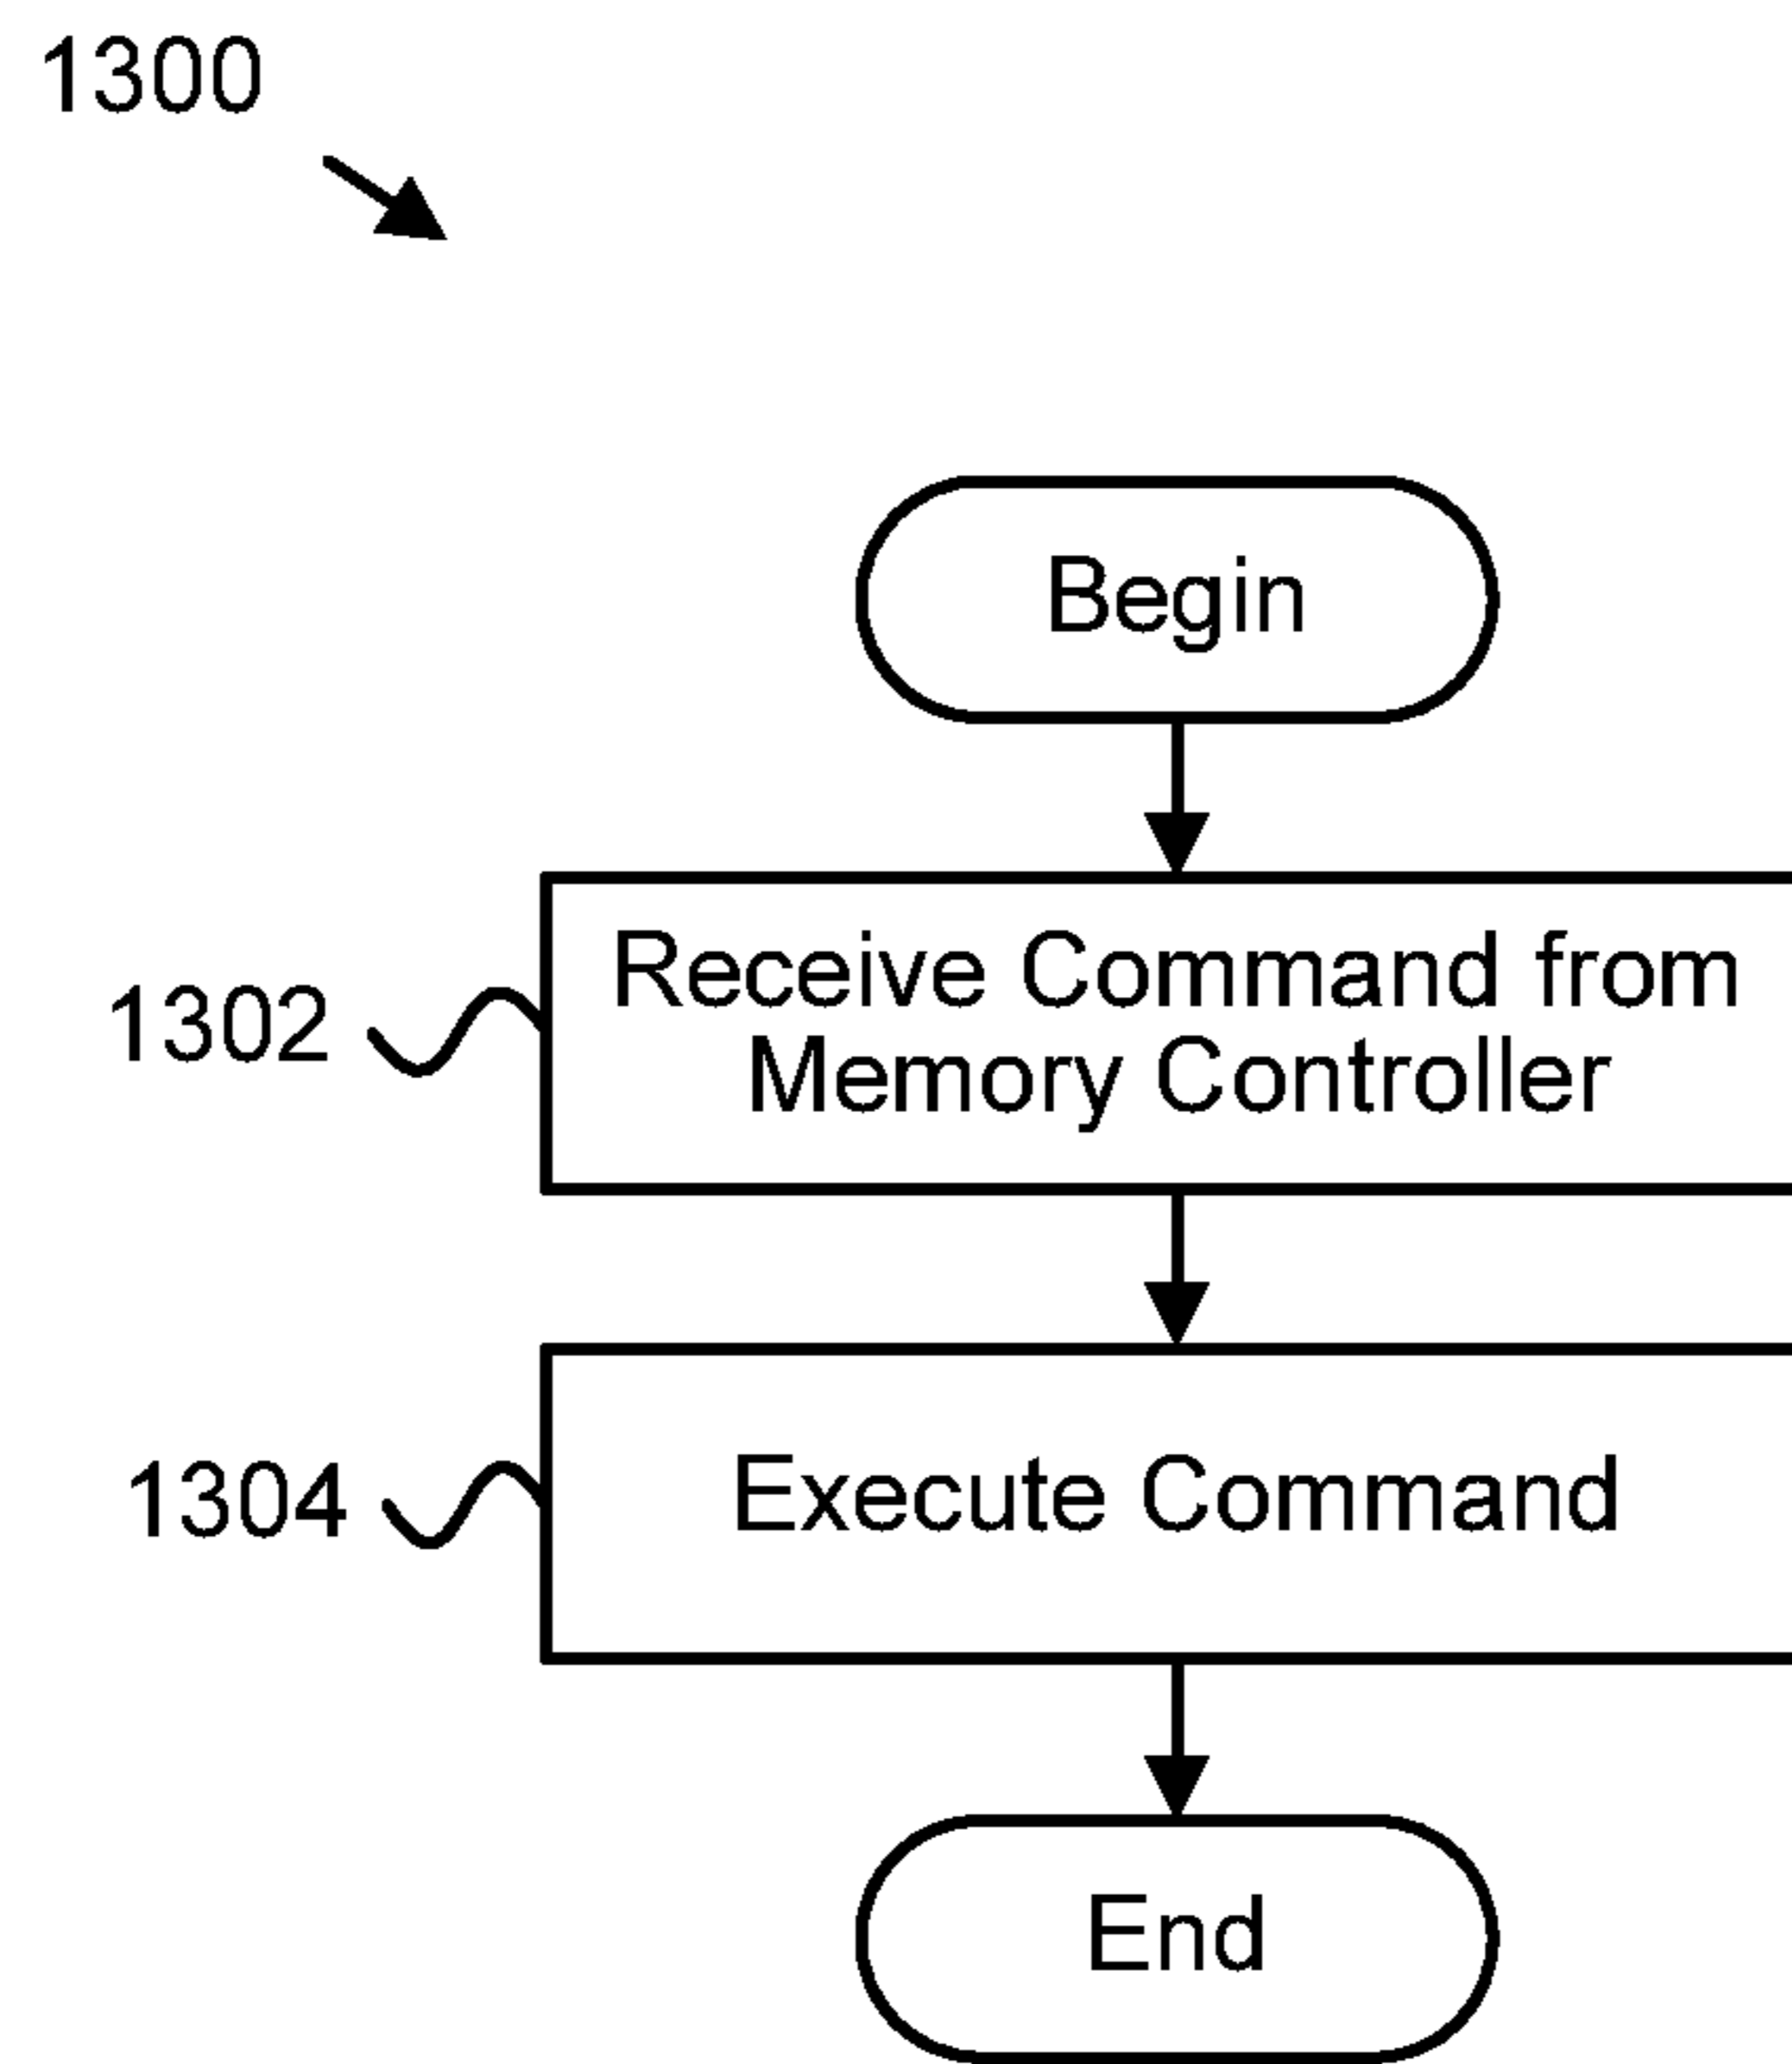 1300
Begin
1302
Receive Command from
Memory Controller
1304
Execute Command
End